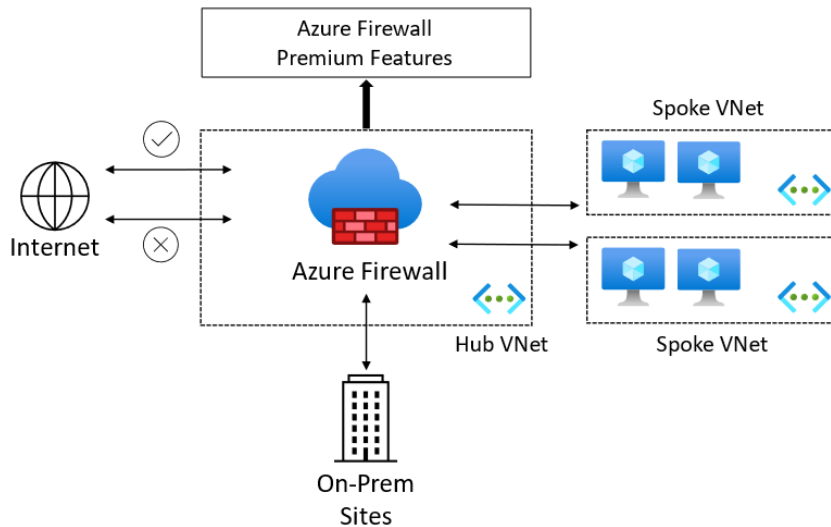 Azure Firewall
Premium Features
Spoke VNet
Internet
Azure Firewall
Hub VNet
Spoke VNet
On-Prem
Sites